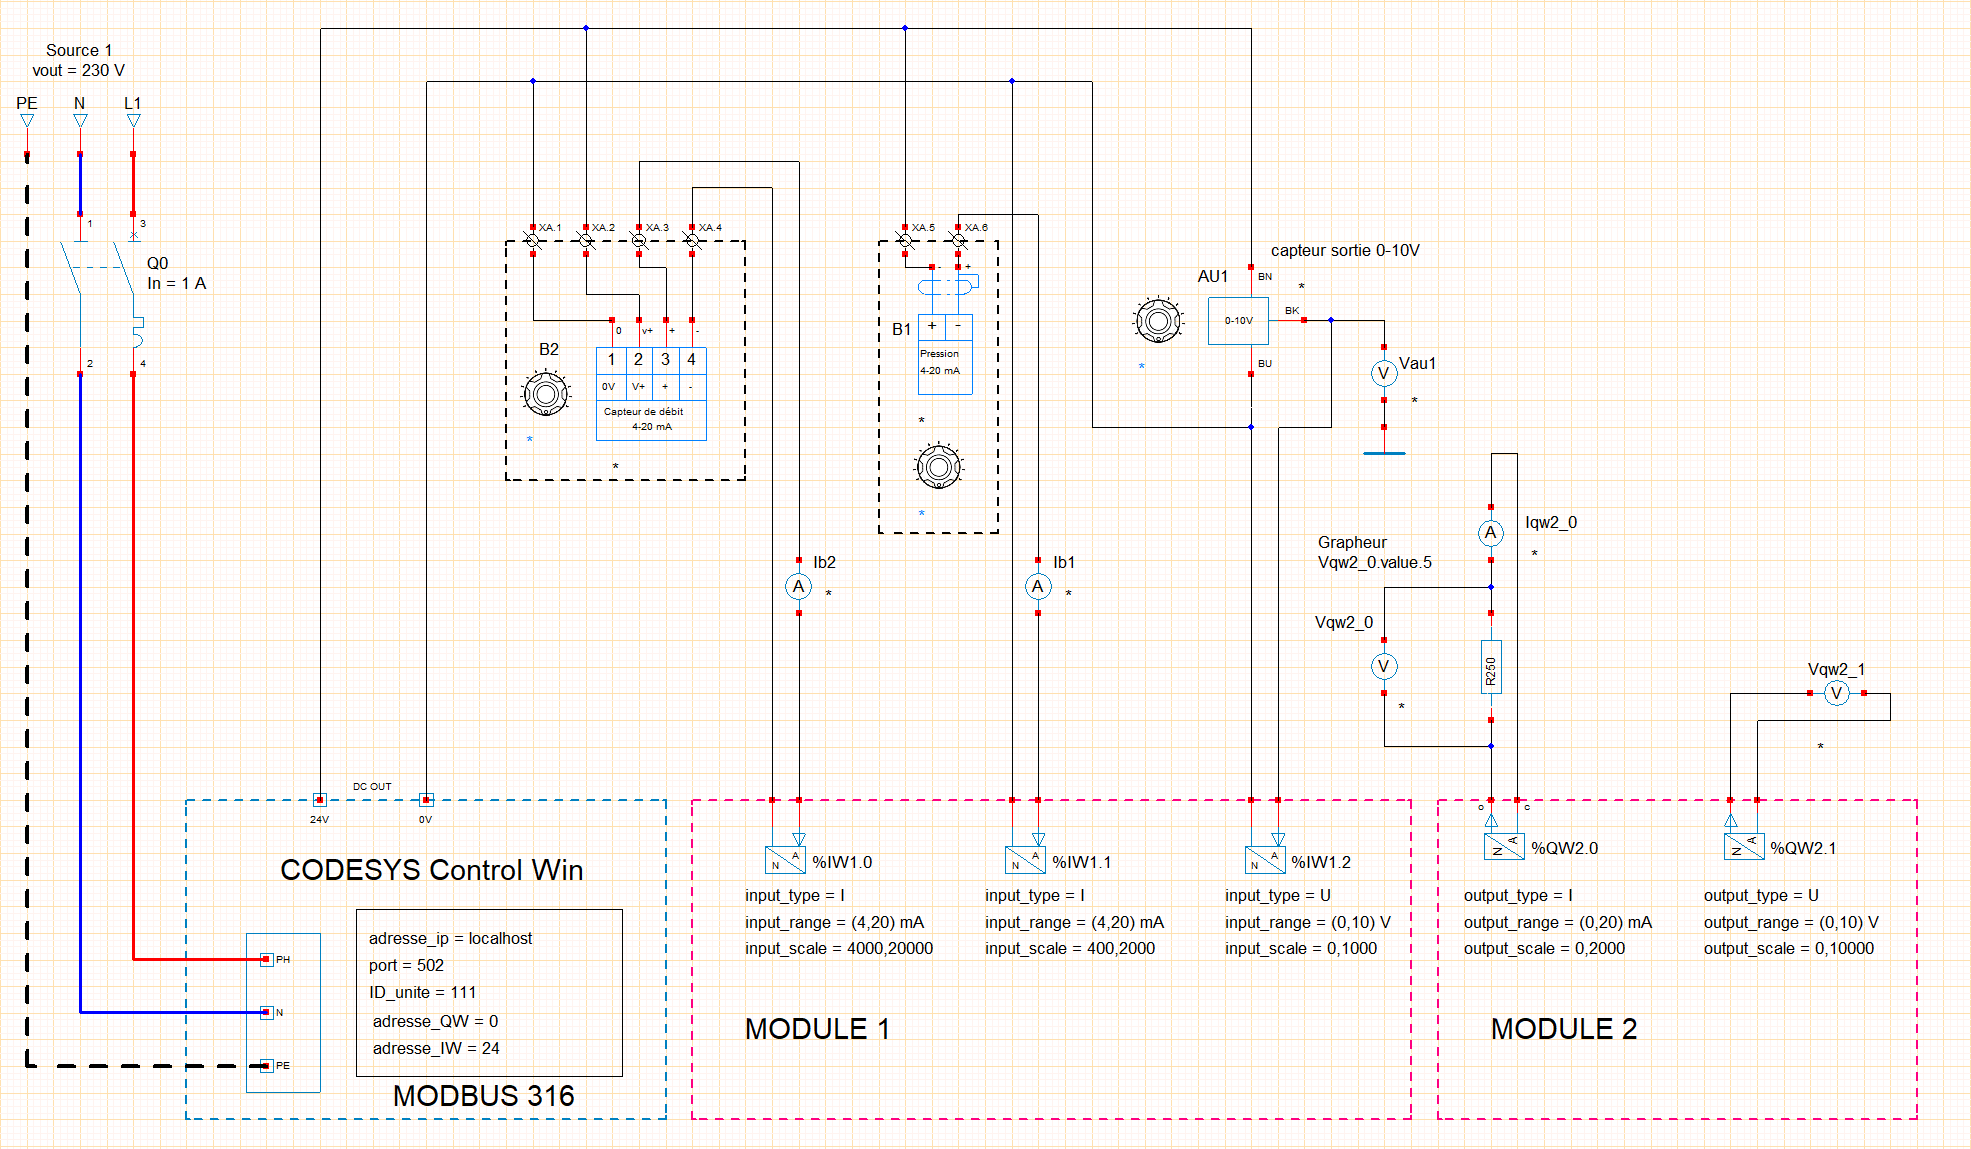 Source 1
vout = 230 V
PE
N
L1
1
3
Q0
In = 1 A
2
4
XA.1
XA.2
XA.3
XA.4
0
v+
+
-
B2
1
2
3
4
0V
V+
+
-
Capteur de débit
4-20 mA
*
*
XA.5
XA.6
-
+
B1
+
-
Pression
4-20 mA
*
*
capteur sortie 0-10V
AU1
BN
*
0-10V
BK
BU
*
V
Vau1
*
A
Ib2
*
A
Ib1
*
A
Iqw2_0
*
Grapheur
Vqw2_0.value.5
Vqw2_0
V
*
R250
Vqw2_1
V
*
DC OUT
24V
0V
CODESYS Control Win
adresse_ip = localhost
port = 502
ID_unite = 111
adresse_QW = 0
adresse_IW = 24
PH
N
PE
MODBUS 316
N
A
%IW1.0
input_type = I
input_range = (4,20) mA
input_scale = 4000,20000
N
A
%IW1.1
input_type = I
input_range = (4,20) mA
input_scale = 400,2000
N
A
%IW1.2
input_type = U
input_range = (0,10) V
input_scale = 0,1000
MODULE 1
N
A
%QW2.0
output_type = I
output_range = (0,20) mA
output_scale = 0,2000
N
A
%QW2.1
output_type = U
output_range = (0,10) V
output_scale = 0,10000
MODULE 2